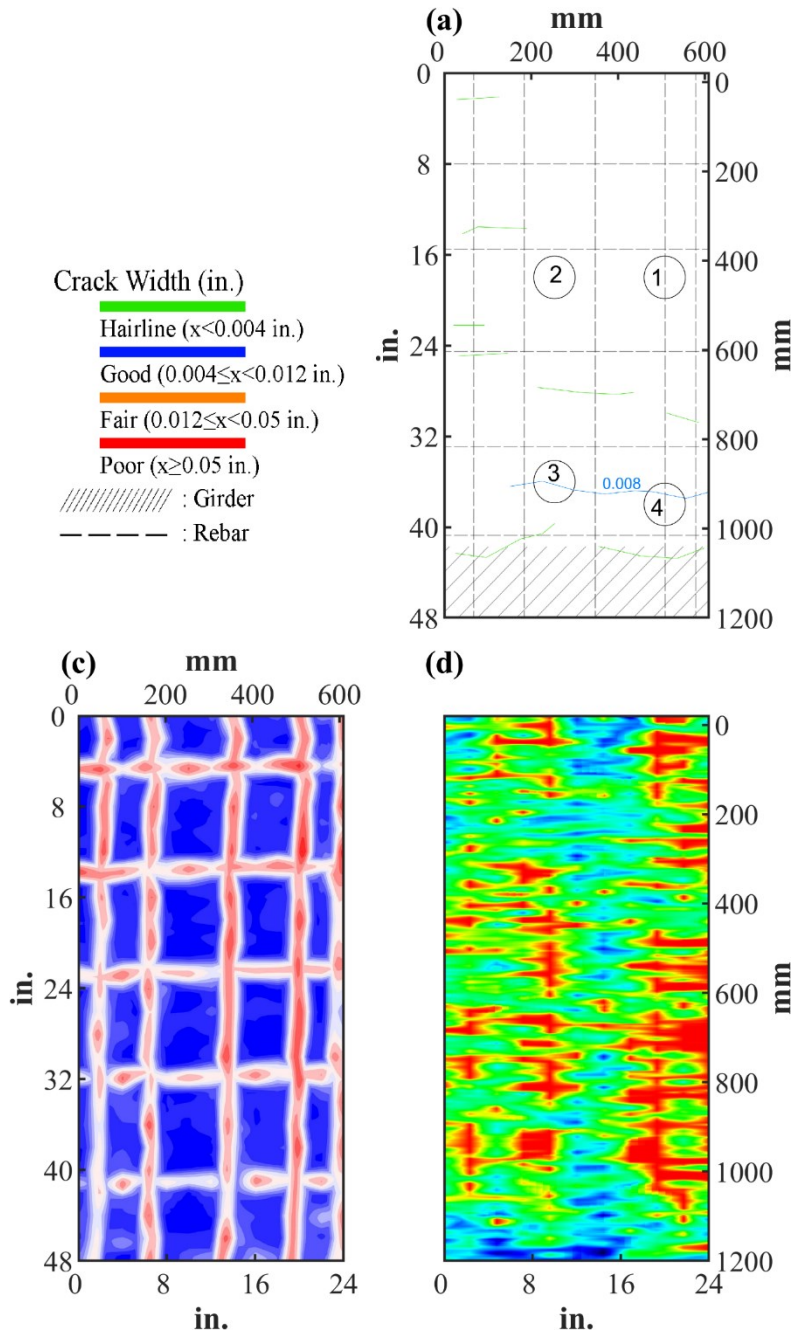 (a)
mm
0 200 400 600
0
8
16
24
32
40
48
in.
0
200
400
600
800
1000
1200
mm
2
1
3
4
0.008
Crack Width (in.)
Hairline (x<0.004 in.)
Good (0.004≤x<0.012 in.)
Fair (0.012≤x<0.05 in.)
Poor (x≥0.05 in.)
: Girder
: Rebar
(c)
mm
0 200 400 600
0
8
16
24
32
40
48
in.
0 8 16 24
in.
(d)
0
200
400
600
800
1000
1200
mm
0 8 16 24
in.